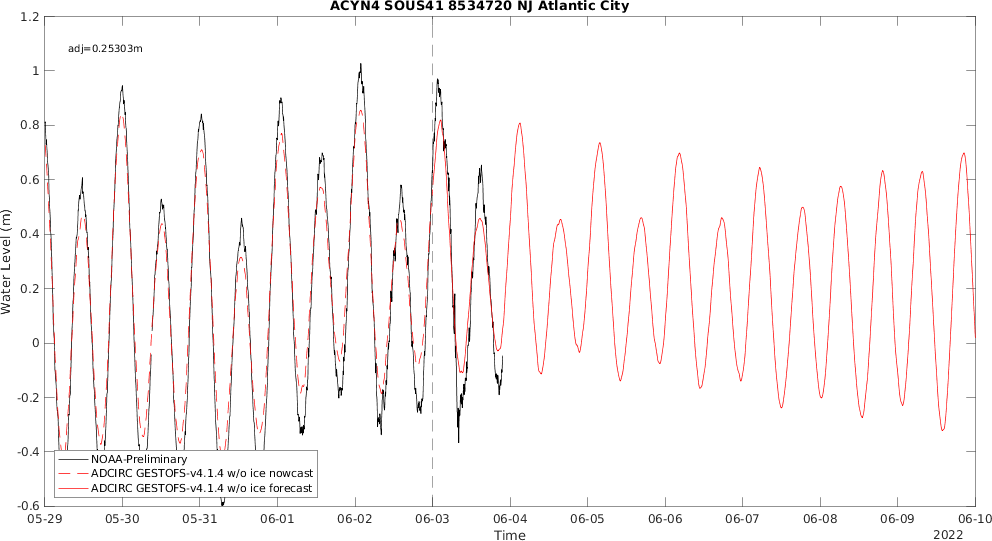 ACYN4 SOUS41 8534720 NJ Atlantic City
adj=0.25303m
Water Level (m)
1.2
1
0.8
0.6
0.4
0.2
0
-0.2
-0.4
-0.6
NOAA-Preliminary
ADCIRC GESTOFS-v4.1.4 w/o ice nowcast
ADCIRC GESTOFS-v4.1.4 w/o ice forecast
05-29 05-30 05-31 06-01 06-02 06-03 06-04 06-05 06-06 06-07 06-08 06-09 06-10
Time
2022